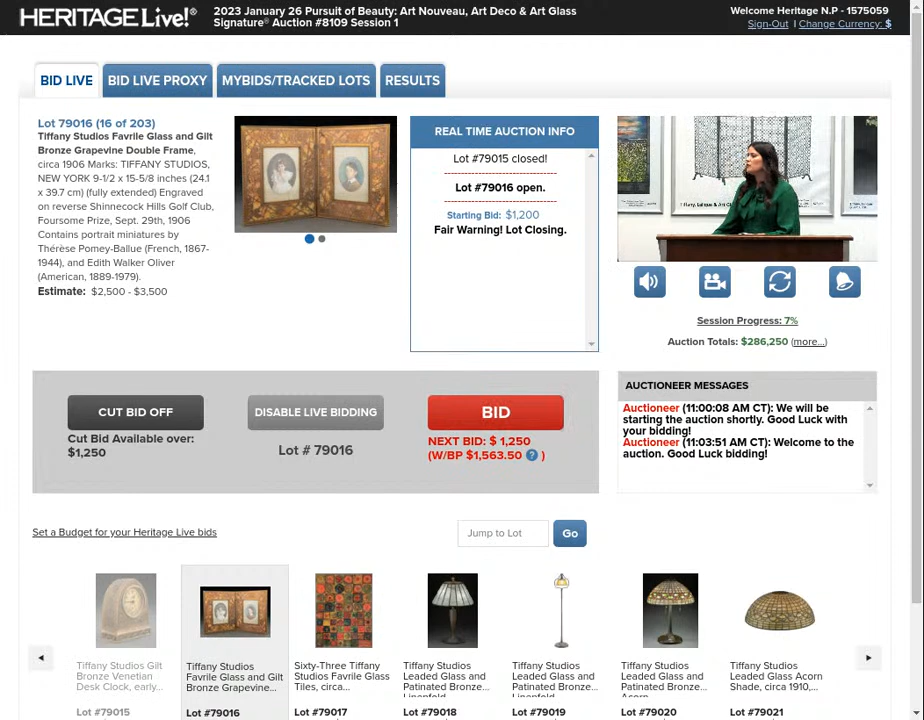 HERITAGE Live!®
2023 January 26 Pursuit of Beauty: Art Nouveau, Art Deco & Art Glass
Signature® Auction #8109 Session 1
Welcome Heritage N.P - 1575059
Sign-Out | Change Currency: $
BID LIVE
BID LIVE PROXY
MYBIDS/TRACKED LOTS
RESULTS
Lot 79016 (16 of 203)
Tiffany Studios Favrile Glass and Gilt
Bronze Grapevine Double Frame,
circa 1906 Marks: TIFFANY STUDIOS,
NEW YORK 9-1/2 x 15-5/8 inches (24.1
x 39.7 cm) (fully extended) Engraved
on reverse Shinnecock Hills Golf Club,
Foursome Prize, Sept. 29th, 1906
Contains portrait miniatures by
Thérèse Pomey-Ballue (French, 1867-
1944), and Edith Walker Oliver
(American, 1889-1979).
Estimate: $2,500 - $3,500
REAL TIME AUCTION INFO
Lot #79015 closed!
Lot #79016 open.
Starting Bid: $1,200
Fair Warning! Lot Closing.
Session Progress: 7%
Auction Totals: $286,250 (more...)
CUT BID OFF
Cut Bid Available over:
$1,250
DISABLE LIVE BIDDING
Lot # 79016
BID
NEXT BID: $ 1,250
(W/BP $1,563.50 ? )
AUCTIONEER MESSAGES
Auctioneer (11:00:08 AM CT): We will be
starting the auction shortly. Good Luck with
your bidding!
Auctioneer (11:03:51 AM CT): Welcome to the
auction. Good Luck bidding!
Set a Budget for your Heritage Live bids
Jump to Lot
Go
Tiffany Studios Gilt
Bronze Venetian
Desk Clock, early...
Lot #79015
Tiffany Studios
Favrile Glass and Gilt
Bronze Grapevine...
Lot #79016
Sixty-Three Tiffany
Studios Favrile Glass
Tiles, circa...
Lot #79017
Tiffany Studios
Leaded Glass and
Patinated Bronze...
Lot #79018
Tiffany Studios
Leaded Glass and
Patinated Bronze...
Lot #79019
Tiffany Studios
Leaded Glass and
Patinated Bronze...
Lot #79020
Tiffany Studios
Leaded Glass Acorn
Shade, circa 1910,...
Lot #79021